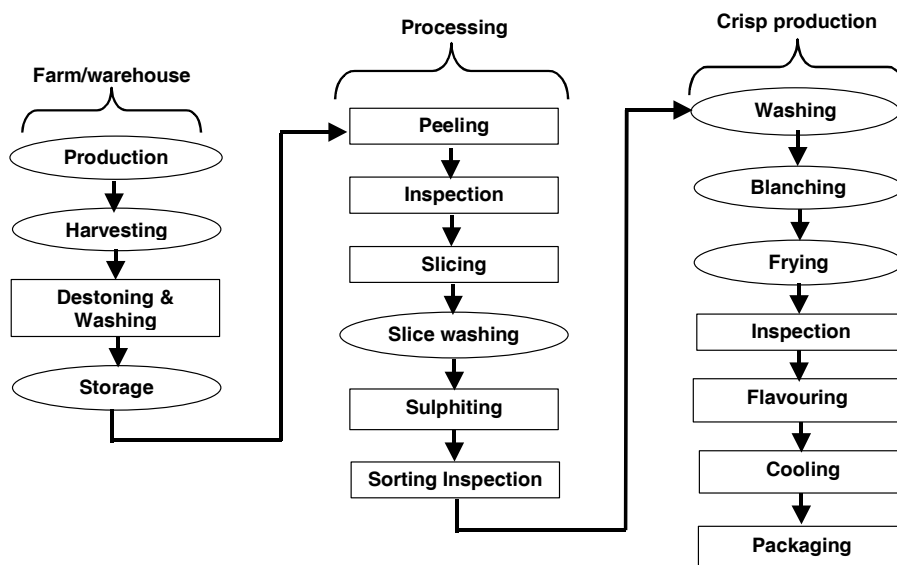 Farm/warehouse
Production
Harvesting
Destoning &
Washing
Storage
Processing
Peeling
Inspection
Slicing
Slice washing
Sulphiting
Sorting Inspection
Crisp production
Washing
Blanching
Frying
Inspection
Flavouring
Cooling
Packaging